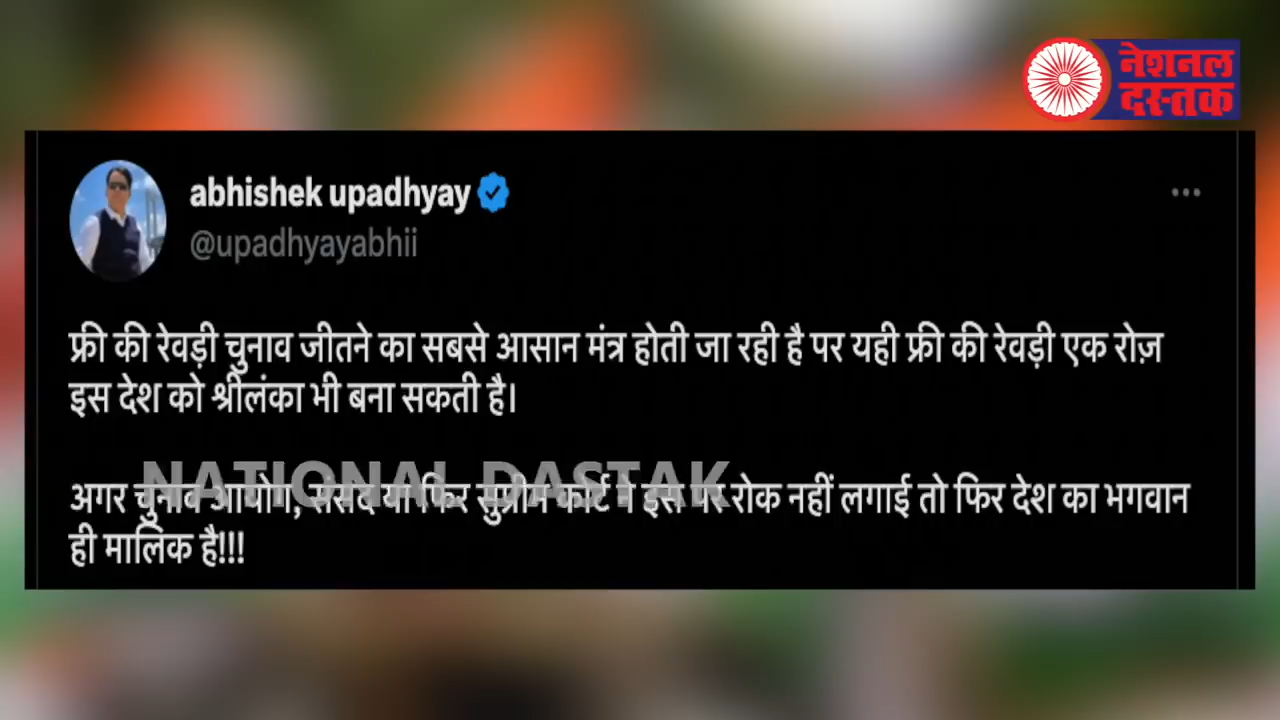 नेशनल
दस्तक
abhishek upadhyay
@upadhyayabhii
फ्री की रेवड़ी चुनाव जीतने का सबसे आसान मंत्र होती जा रही है पर यही फ्री की रेवड़ी एक रोज़
इस देश को श्रीलंका भी बना सकती है।
NATIONAL DASTAK
अगर चुनाव आयोग, संसद या फिर सुप्रीम कोर्ट ने इस पर रोक नहीं लगाई तो फिर देश का भगवान
ही मालिक है!!!